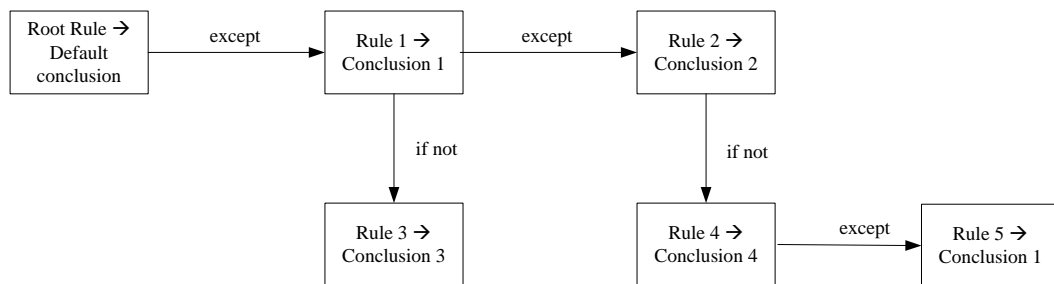 Root Rule →
Default
conclusion
except
Rule 1 →
Conclusion 1
except
Rule 2 →
Conclusion 2
if not
if not
Rule 3 →
Conclusion 3
Rule 4 →
Conclusion 4
except
Rule 5 →
Conclusion 1